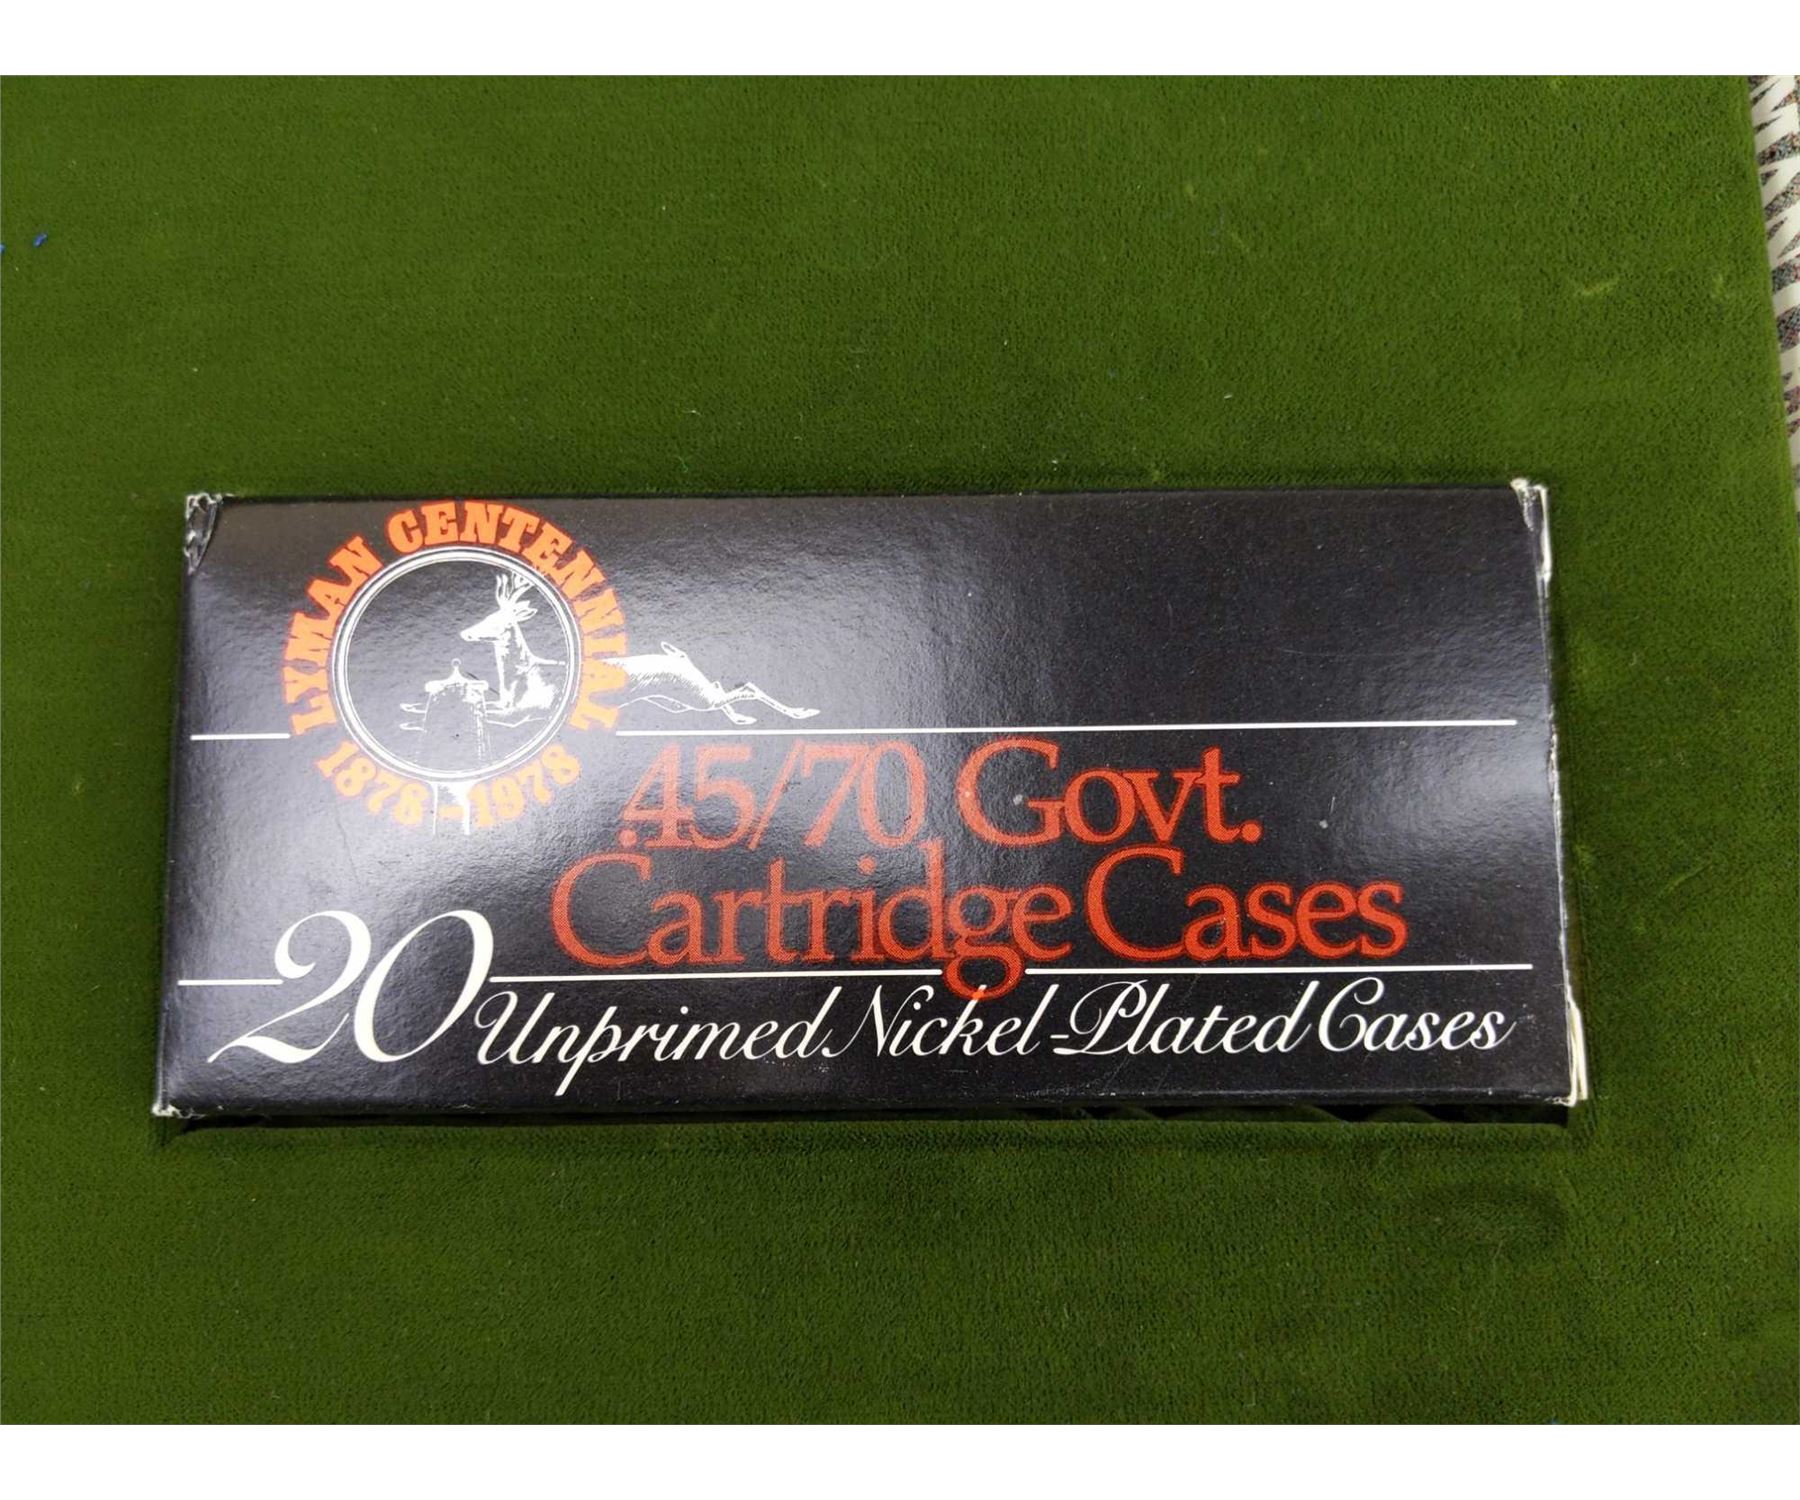 LYMAN CENTENNIAL
1878-1978
.45/70 Govt.
Cartridge Cases
20 Unprimed Nickel-Plated Cases